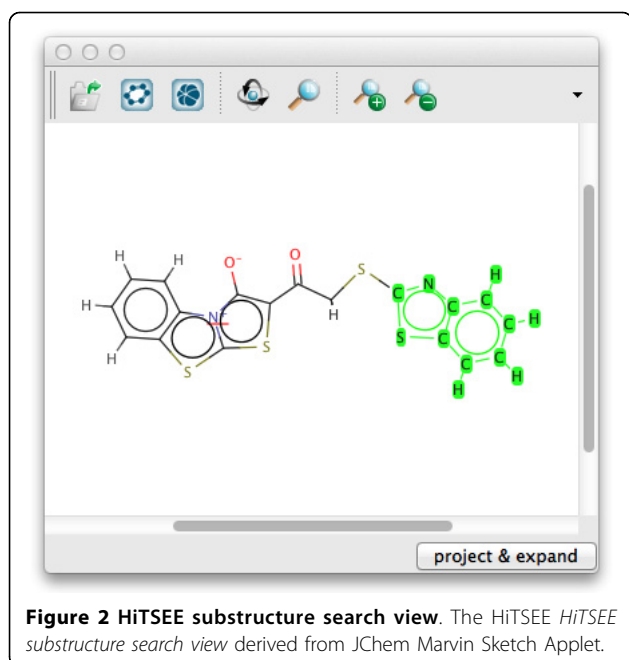 H
H
H
O⁻
O
S
H
N
C
C
H
H
N⁺
H
C
C
S
C
C
H
S
C
H
H
S
project & expand
Figure 2 HiTSEE substructure search view. The HiTSEE HiTSEE
substructure search view derived from JChem Marvin Sketch Applet.